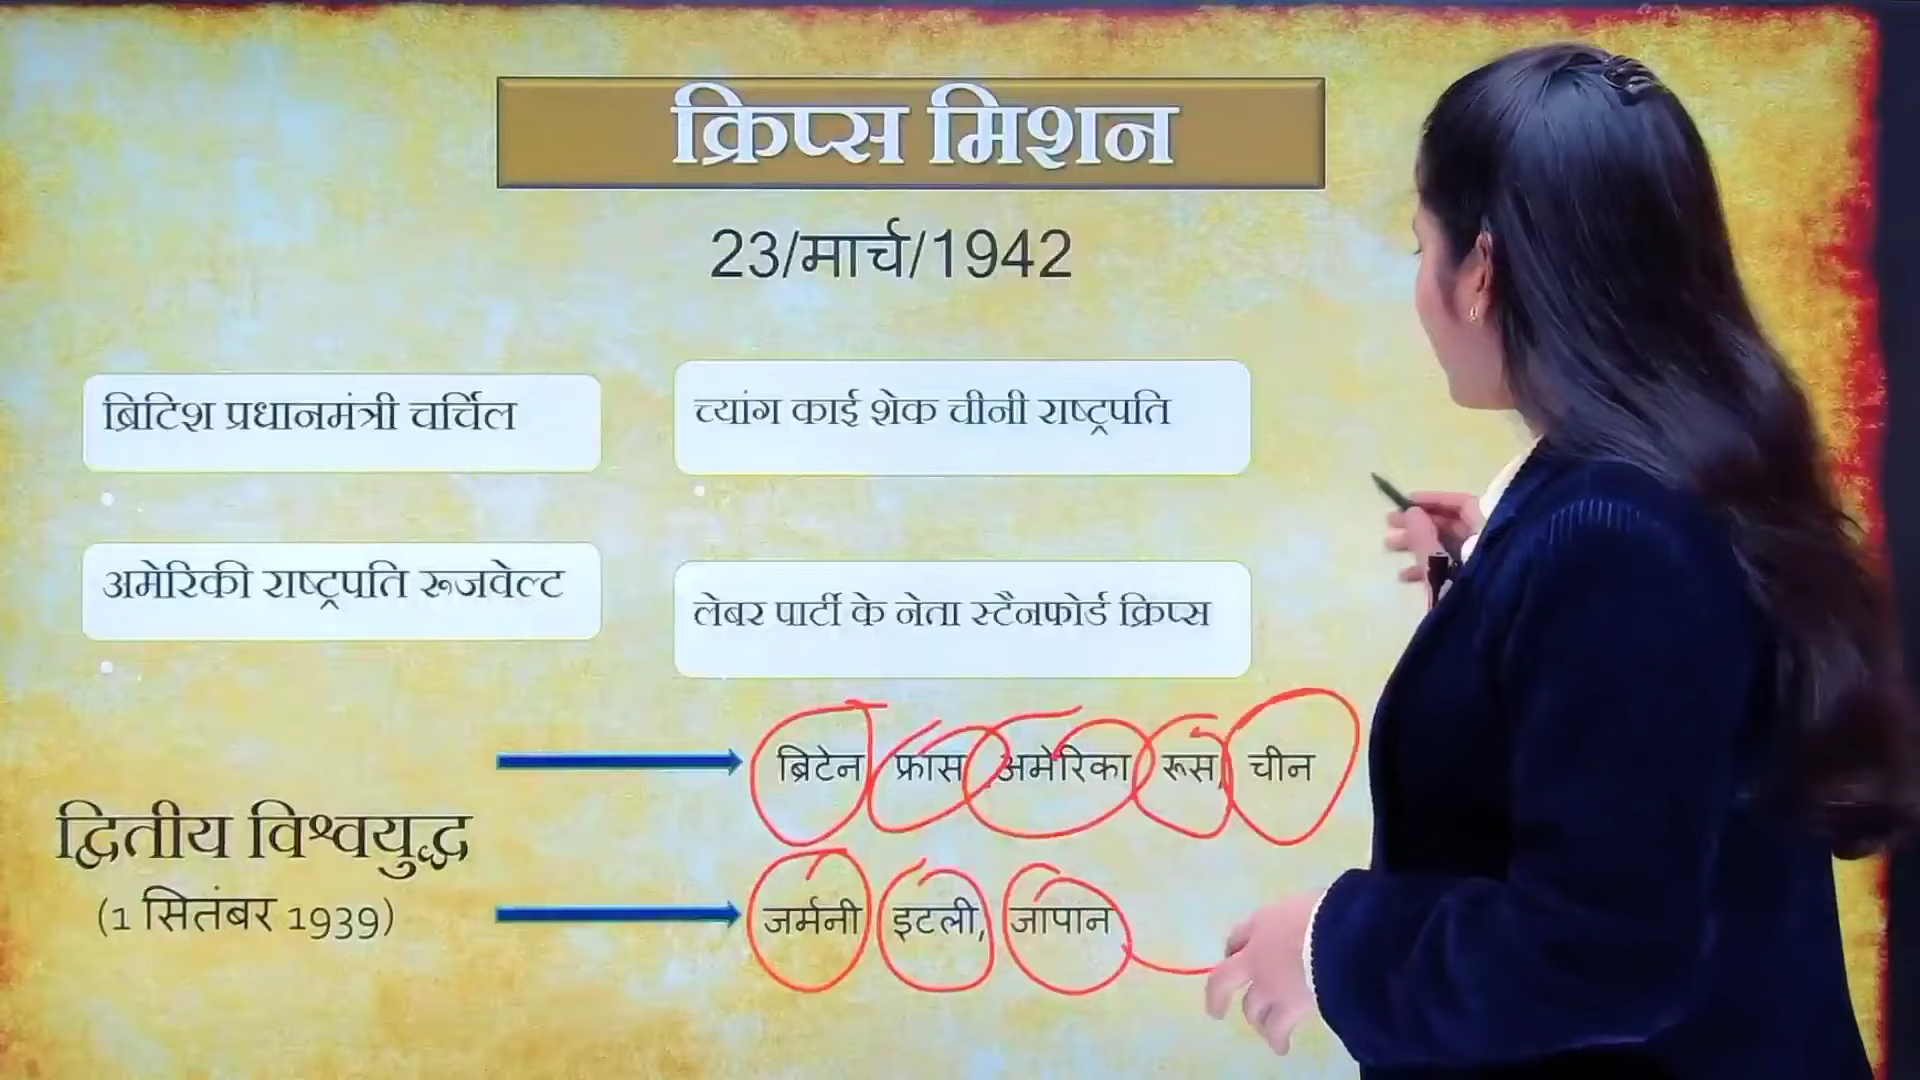 क्रिप्स मिशन
23/मार्च/1942
ब्रिटिश प्रधानमंत्री चर्चिल
च्यांग काई शेक चीनी राष्ट्रपति
अमेरिकी राष्ट्रपति रूजवेल्ट
लेबर पार्टी के नेता स्टैनफोर्ड क्रिप्स
ब्रिटेन फ्रांस अमेरिका रूस, चीन
द्वितीय विश्वयुद्ध
(1 सितंबर 1939)
जर्मनी इटली, जापान